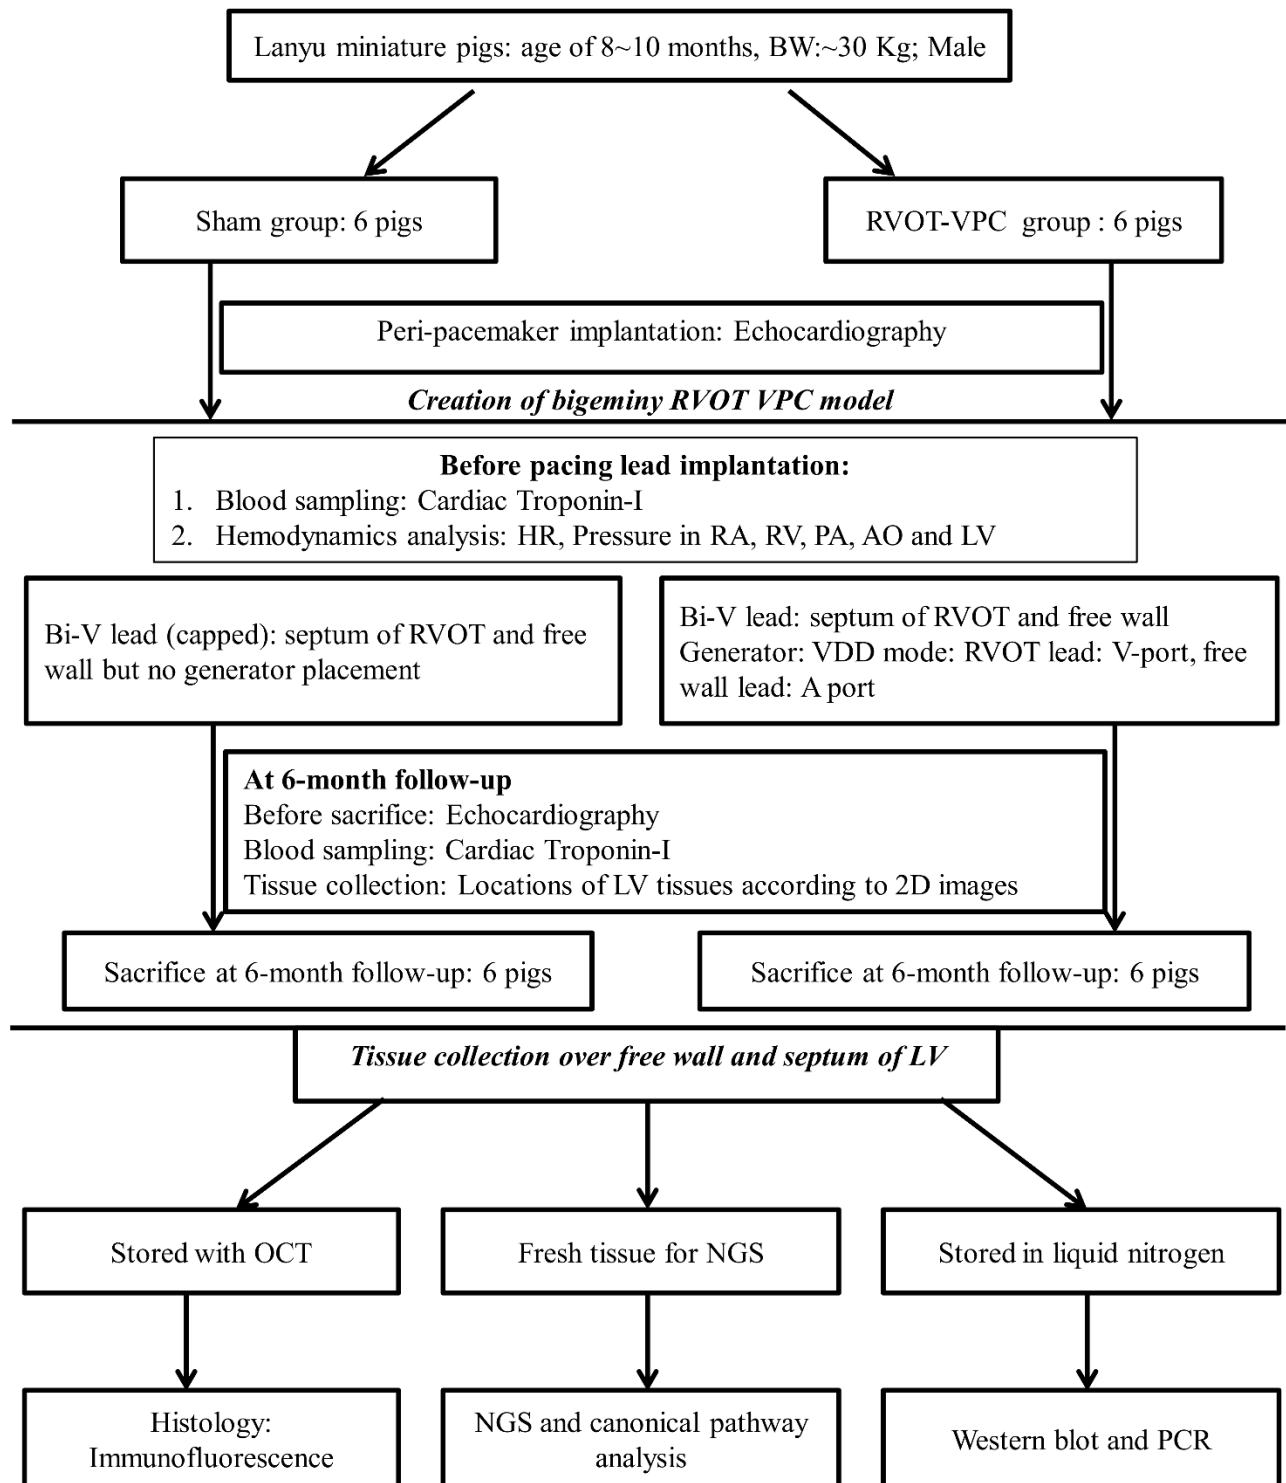 Lanyu miniature pigs: age of 8~10 months, BW:~30 Kg; Male
Sham group: 6 pigs
RVOT-VPC group : 6 pigs
Peri-pacemaker implantation: Echocardiography
Creation of bigeminy RVOT VPC model
Before pacing lead implantation:
1. Blood sampling: Cardiac Troponin-I
2. Hemodynamics analysis: HR, Pressure in RA, RV, PA, AO and LV
Bi-V lead (capped): septum of RVOT and free
wall but no generator placement
Bi-V lead: septum of RVOT and free wall
Generator: VDD mode: RVOT lead: V-port, free
wall lead: A port
At 6-month follow-up
Before sacrifice: Echocardiography
Blood sampling: Cardiac Troponin-I
Tissue collection: Locations of LV tissues according to 2D images
Sacrifice at 6-month follow-up: 6 pigs
Sacrifice at 6-month follow-up: 6 pigs
Tissue collection over free wall and septum of LV
Stored with OCT
Fresh tissue for NGS
Stored in liquid nitrogen
Histology:
Immunofluorescence
NGS and canonical pathway
analysis
Western blot and PCR